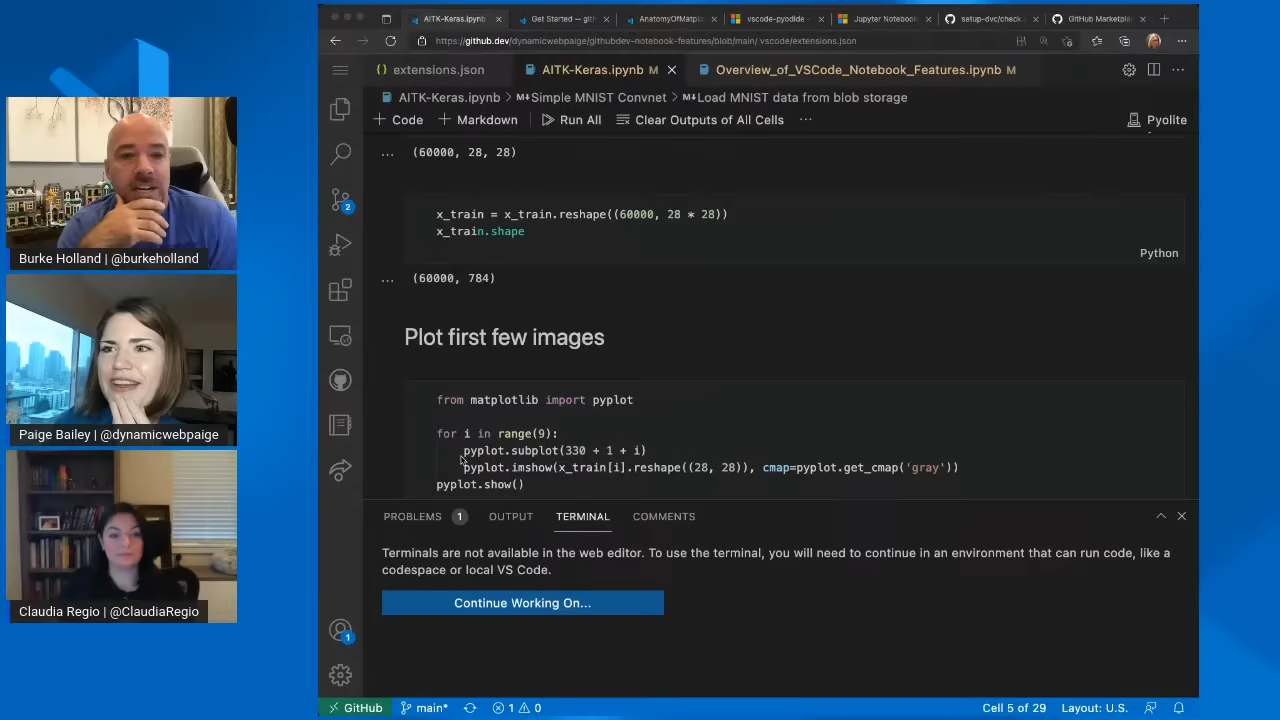 AITK-Keras.ipynb
Get Started — git
AnatomyOfMatpl
vscode-pyodide
Jupyter Notebook
setup-dvc/check
GitHub Marketpl
https://github.dev/dynamicwebpaige/githubdev-notebook-features/blob/main/.vscode/extensions.json
{} extensions.json
AITK-Keras.ipynb M
Overview_of_VSCode_Notebook_Features.ipynb M
AITK-Keras.ipynb > M↓Simple MNIST Convnet > M↓Load MNIST data from blob storage
+ Code + Markdown Run All Clear Outputs of All Cells ...
Pyolite
... (60000, 28, 28)
x_train = x_train.reshape((60000, 28 * 28))
x_train.shape
Python
... (60000, 784)
Plot first few images
from matplotlib import pyplot
for i in range(9):
pyplot.subplot(330 + 1 + i)
pyplot.imshow(x_train[i].reshape((28, 28)), cmap=pyplot.get_cmap('gray'))
pyplot.show()
PROBLEMS 1 OUTPUT TERMINAL COMMENTS
Terminals are not available in the web editor. To use the terminal, you will need to continue in an environment that can run code, like a
codespace or local VS Code.
Continue Working On...
2
1
GitHub main* 1 0
Cell 5 of 29 Layout: U.S.
Burke Holland | @burkeholland
Paige Bailey | @dynamicwebpaige
Claudia Regio | @ClaudiaRegio